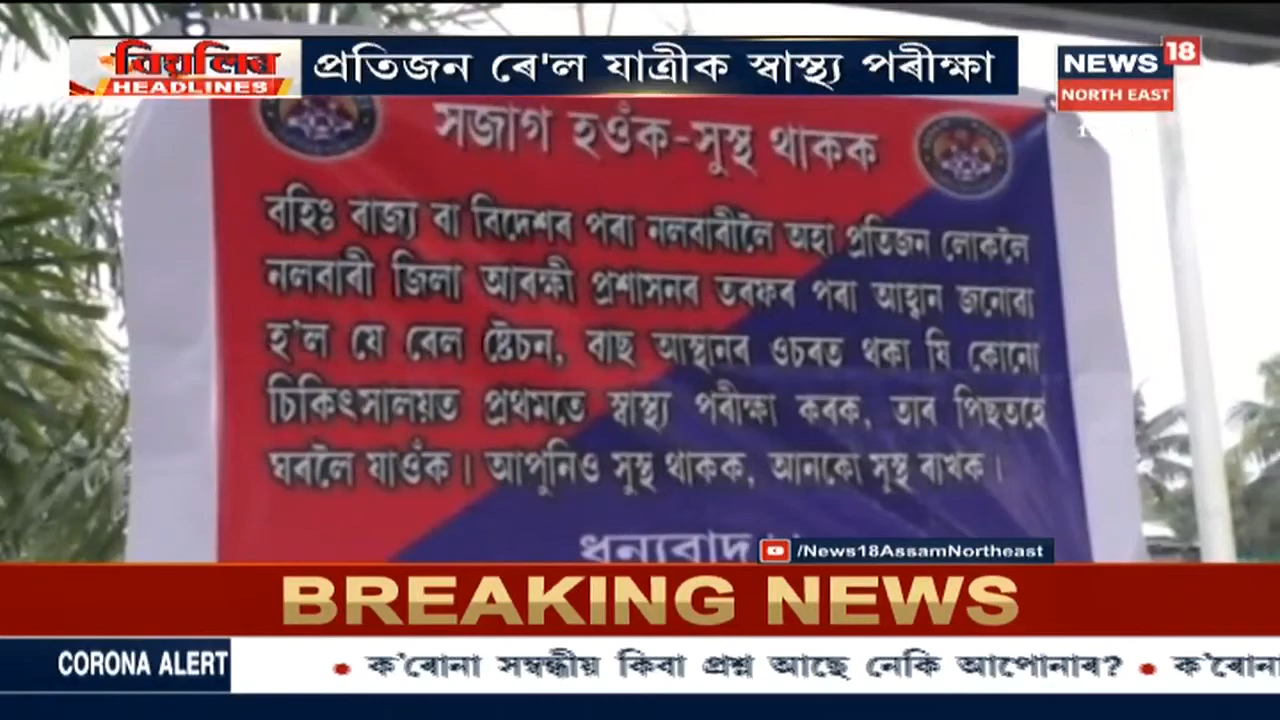 বিয়লিৰ
HEADLINES
প্ৰতিজন ৰে'ল যাত্ৰীক স্বাস্থ্য পৰীক্ষা
NEWS 18
NORTH EAST
সজাগ হওঁক-সুস্থ থাকক
বহিঃ ৰাজ্য বা বিদেশৰ পৰা নলবাৰীলৈ অহা প্ৰতিজন লোকলৈ
নলবাৰী জিলা আৰক্ষী প্ৰশাসনৰ তৰফৰ পৰা আহ্বান জনোৱা
হ'ল যে ৰেল ষ্টেচন, বাছ আস্থানৰ ওচৰত থকা যি কোনো
চিকিৎসালয়ত প্ৰথমতে স্বাস্থ্য পৰীক্ষা কৰক, তাৰ পিছতহে
ঘৰলৈ যাওঁক। আপুনিও সুস্থ থাকক, আনকো সুস্থ ৰাখক।
ধন্যবাদ
/News18AssamNortheast
BREAKING NEWS
CORONA ALERT
• ক'ৰোনা সম্বন্ধীয় কিবা প্ৰশ্ন আছে নেকি আপোনাৰ? • ক'ৰোনা